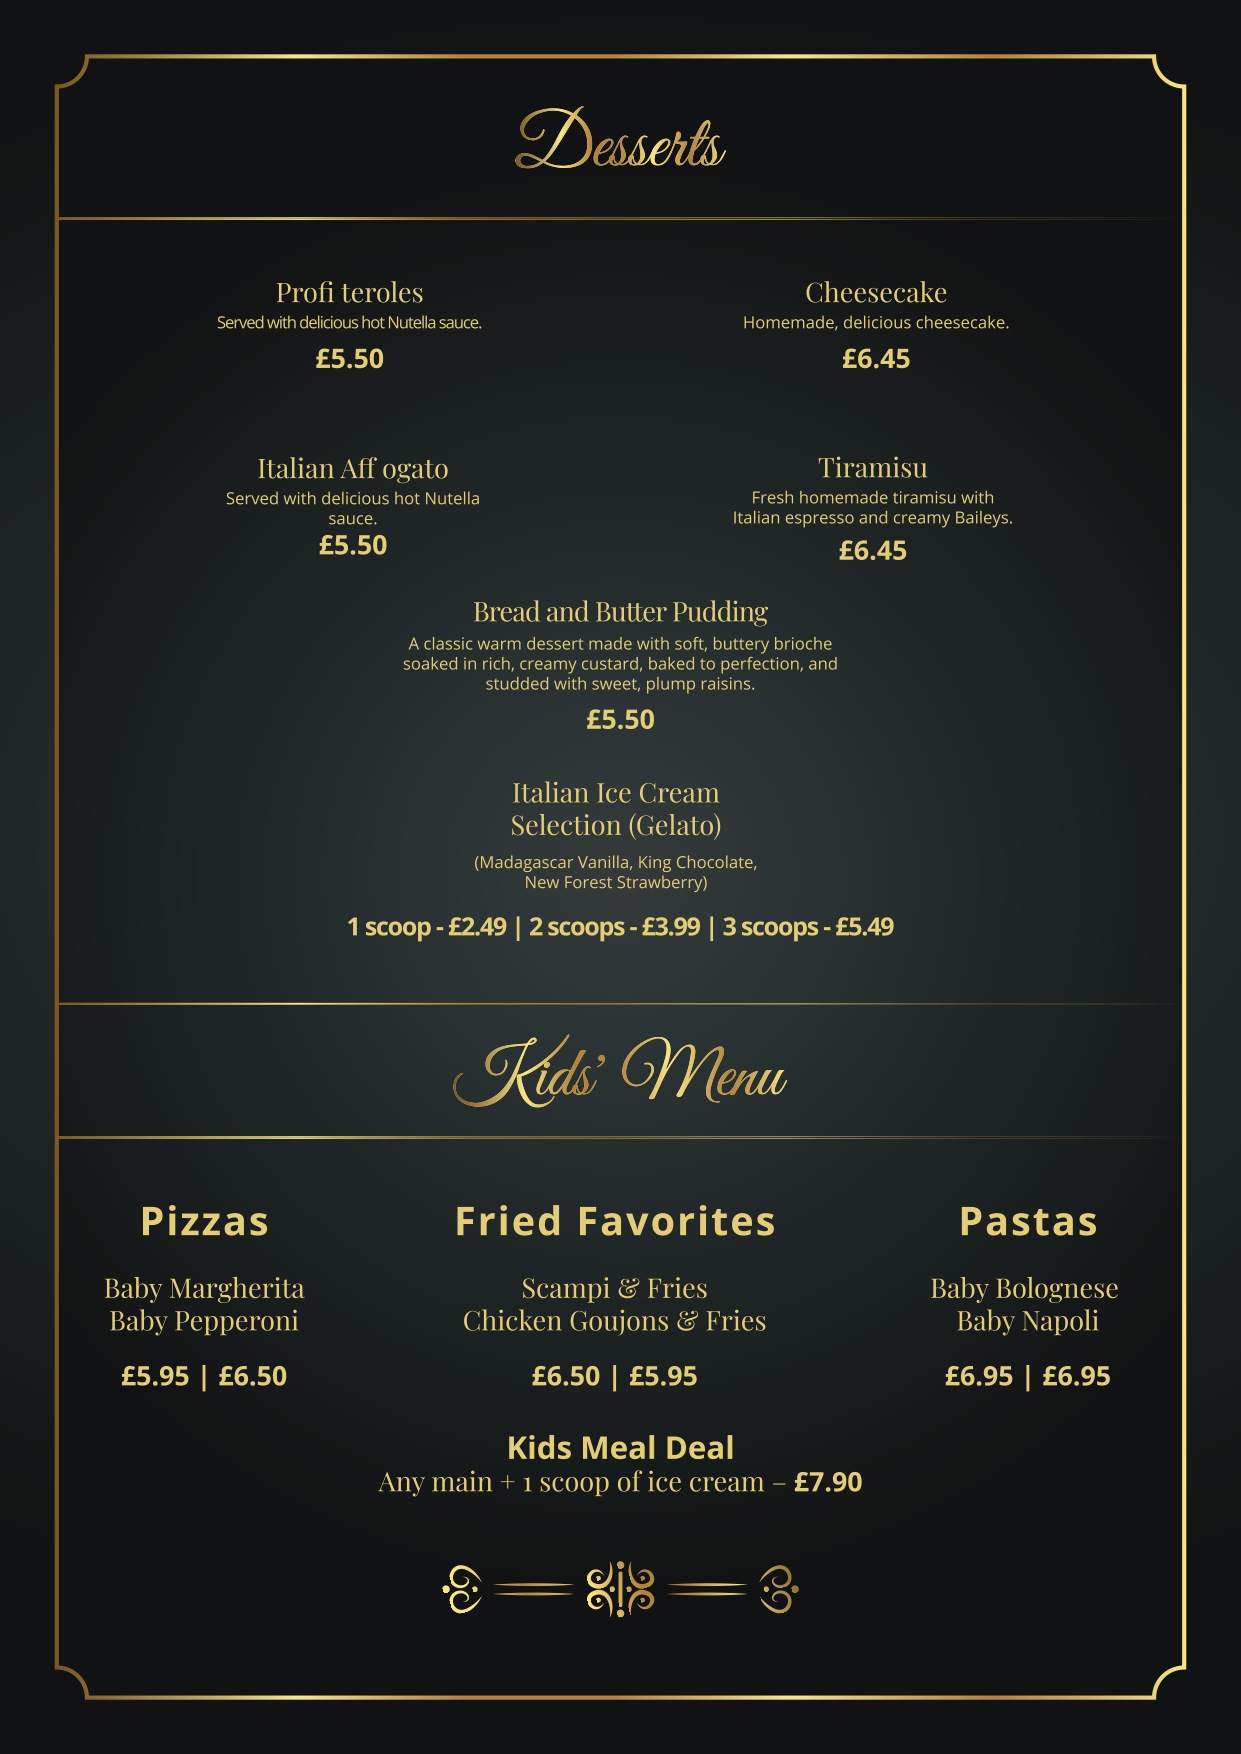 Desserts
Profi teroles
Served with delicious hot Nutella sauce.
£5.50
Cheesecake
Homemade, delicious cheesecake.
£6.45
Italian Aff ogato
Served with delicious hot Nutella
sauce.
£5.50
Tiramisu
Fresh homemade tiramisu with
Italian espresso and creamy Baileys.
£6.45
Bread and Butter Pudding
A classic warm dessert made with soft, buttery brioche
soaked in rich, creamy custard, baked to perfection, and
studded with sweet, plump raisins.
£5.50
Italian Ice Cream
Selection (Gelato)
(Madagascar Vanilla, King Chocolate,
New Forest Strawberry)
1 scoop - £2.49 | 2 scoops - £3.99 | 3 scoops - £5.49
Kids’ Menu
Pizzas
Baby Margherita
Baby Pepperoni
£5.95 | £6.50
Fried Favorites
Scampi & Fries
Chicken Goujons & Fries
£6.50 | £5.95
Pastas
Baby Bolognese
Baby Napoli
£6.95 | £6.95
Kids Meal Deal
Any main + 1 scoop of ice cream – £7.90